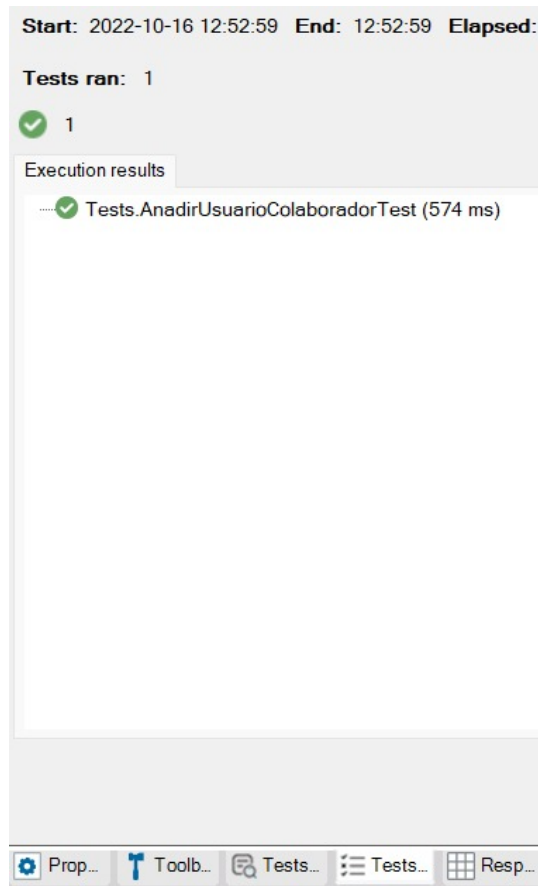 Start: 2022-10-16 12:52:59 End: 12:52:59 Elapsed:
Tests ran: 1
1
Execution results
Tests.AnadirUsuarioColaboradorTest (574 ms)
Prop... Toolb... Tests... Tests... Resp...